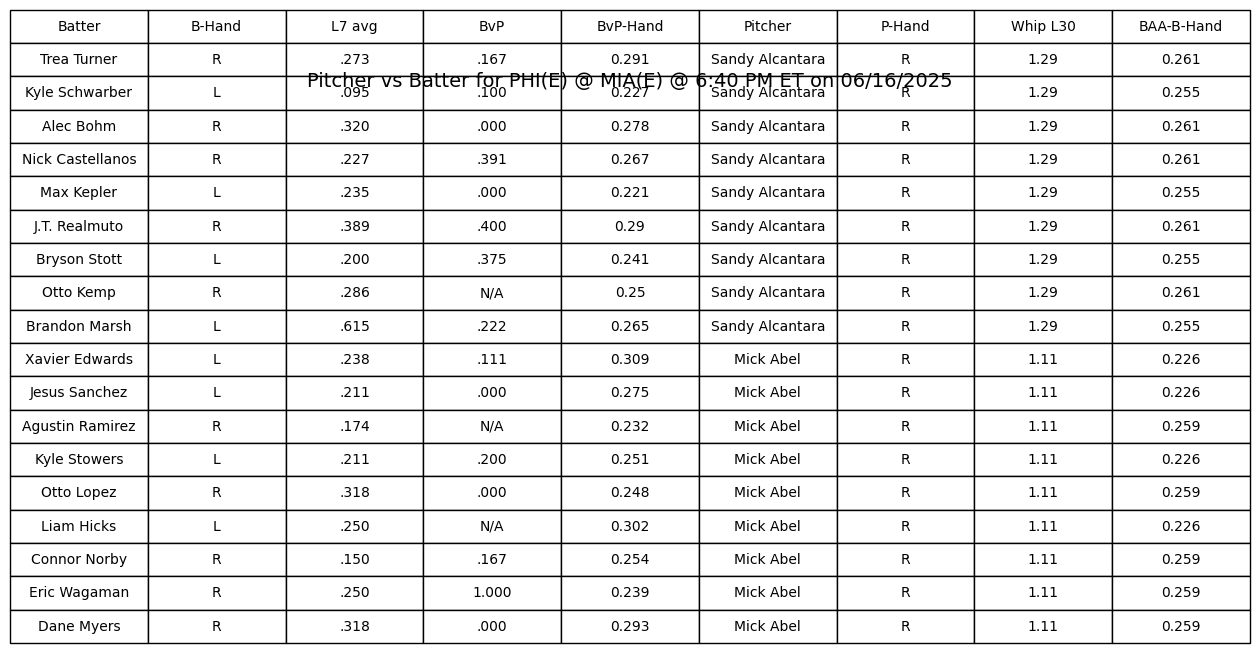 Batter B-Hand L7 avg BvP BvP-Hand Pitcher P-Hand Whip L30 BAA-B-Hand
Trea Turner R .273 .167 0.291 Sandy Alcantara R 1.29 0.261
Pitcher vs Batter for PHI(E) @ MIA(E) @ 6:40 PM ET on 06/16/2025
Kyle Schwarber L .095 .100 0.227 Sandy Alcantara R 1.29 0.255
Alec Bohm R .320 .000 0.278 Sandy Alcantara R 1.29 0.261
Nick Castellanos R .227 .391 0.267 Sandy Alcantara R 1.29 0.261
Max Kepler L .235 .000 0.221 Sandy Alcantara R 1.29 0.255
J.T. Realmuto R .389 .400 0.29 Sandy Alcantara R 1.29 0.261
Bryson Stott L .200 .375 0.241 Sandy Alcantara R 1.29 0.255
Otto Kemp R .286 N/A 0.25 Sandy Alcantara R 1.29 0.261
Brandon Marsh L .615 .222 0.265 Sandy Alcantara R 1.29 0.255
Xavier Edwards L .238 .111 0.309 Mick Abel R 1.11 0.226
Jesus Sanchez L .211 .000 0.275 Mick Abel R 1.11 0.226
Agustin Ramirez R .174 N/A 0.232 Mick Abel R 1.11 0.259
Kyle Stowers L .211 .200 0.251 Mick Abel R 1.11 0.226
Otto Lopez R .318 .000 0.248 Mick Abel R 1.11 0.259
Liam Hicks L .250 N/A 0.302 Mick Abel R 1.11 0.226
Connor Norby R .150 .167 0.254 Mick Abel R 1.11 0.259
Eric Wagaman R .250 1.000 0.239 Mick Abel R 1.11 0.259
Dane Myers R .318 .000 0.293 Mick Abel R 1.11 0.259